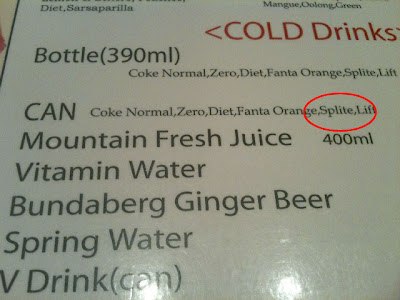 Mangue,Oolong,Green
Diet,Sarsaparilla
<COLD Drinks>
Bottle(390ml)
Coke Normal,Zero,Diet,Fanta Orange,Splite,Lift
CAN Coke Normal,Zero,Diet,Fanta Orange,Splite,Lift
Mountain Fresh Juice 400ml
Vitamin Water
Bundaberg Ginger Beer
Spring Water
V Drink(can)